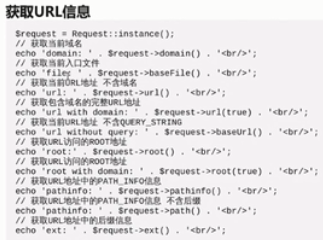 获取URL信息
$request = Request::instance();
// 获取当前域名
echo 'domain: ' . $request->domain() . '<br/>';
// 获取当前入口文件
echo 'file: ' . $request->baseFile() . '<br/>';
// 获取当前URL地址 不含域名
echo 'url: ' . $request->url() . '<br/>';
// 获取包含域名的完整URL地址
echo 'url with domain: ' . $request->url(true) . '<br/>';
// 获取当前URL地址 不含QUERY_STRING
echo 'url without query: ' . $request->baseUrl() . '<br/>';
// 获取URL访问的ROOT地址
echo 'root:' . $request->root() . '<br/>';
// 获取URL访问的ROOT地址
echo 'root with domain: ' . $request->root(true) . '<br/>';
// 获取URL地址中的PATH_INFO信息
echo 'pathinfo: ' . $request->pathinfo() . '<br/>';
// 获取URL地址中的PATH_INFO信息 不含后缀
echo 'pathinfo: ' . $request->path() . '<br/>';
// 获取URL地址中的后缀信息
echo 'ext: ' . $request->ext() . '<br/>';